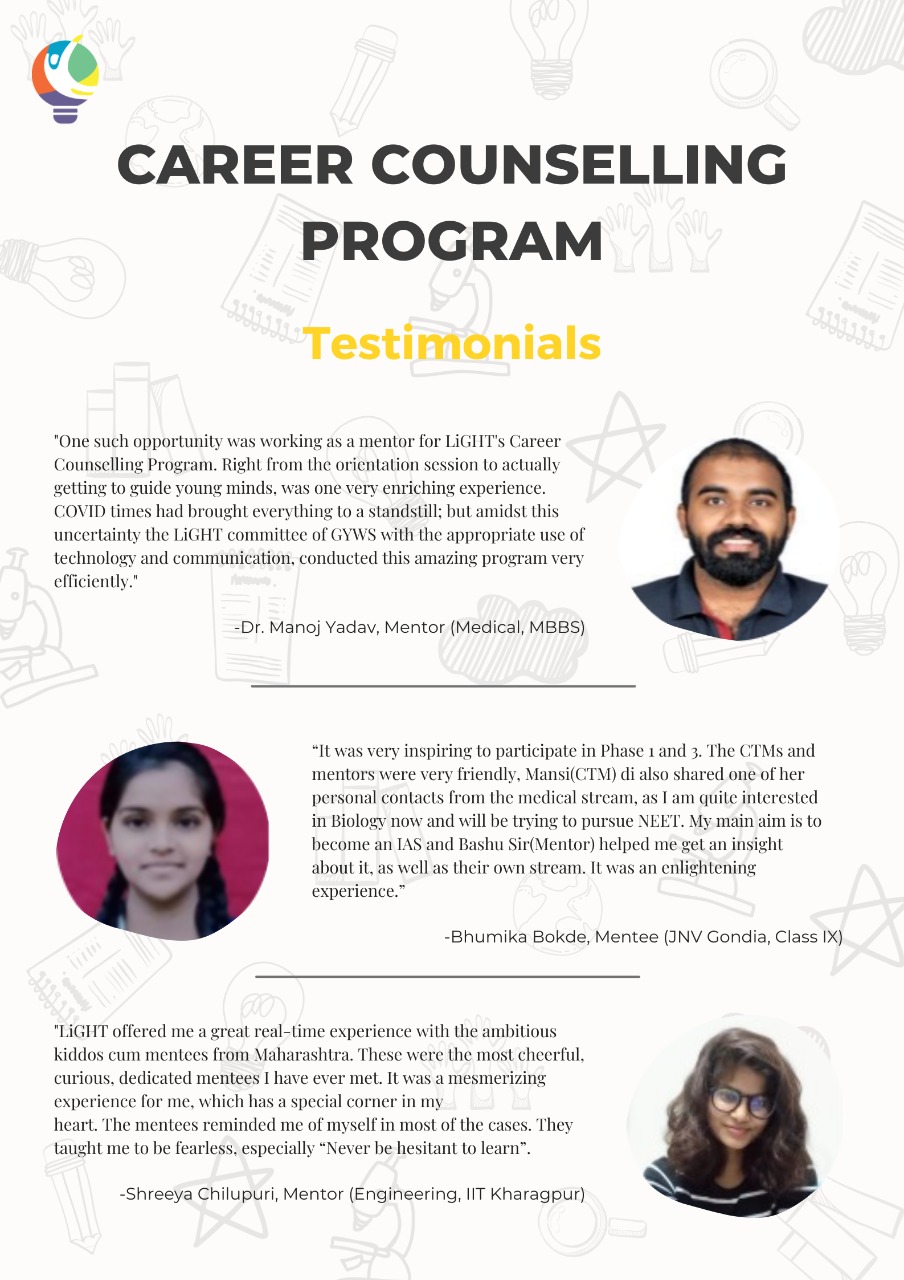 CAREER COUNSELLING
PROGRAM
Testimonials
"One such opportunity was working as a mentor for LiGHT's Career
Counselling Program. Right from the orientation session to actually
getting to guide young minds, was one very enriching experience.
COVID times had brought everything to a standstill; but amidst this
uncertainty the LiGHT committee of GYWS with the appropriate use of
technology and communication, conducted this amazing program very
efficiently."
-Dr. Manoj Yadav, Mentor (Medical, MBBS)
“It was very inspiring to participate in Phase 1 and 3. The CTMs and
mentors were very friendly, Mansi(CTM) di also shared one of her
personal contacts from the medical stream, as I am quite interested
in Biology now and will be trying to pursue NEET. My main aim is to
become an IAS and Bashu Sir(Mentor) helped me get an insight
about it, as well as their own stream. It was an enlightening
experience.”
-Bhumika Bokde, Mentee (JNV Gondia, Class IX)
"LiGHT offered me a great real-time experience with the ambitious
kiddos cum mentees from Maharashtra. These were the most cheerful,
curious, dedicated mentees I have ever met. It was a mesmerizing
experience for me, which has a special corner in my
heart. The mentees reminded me of myself in most of the cases. They
taught me to be fearless, especially “Never be hesitant to learn”.
-Shreeya Chilupuri, Mentor (Engineering, IIT Kharagpur)